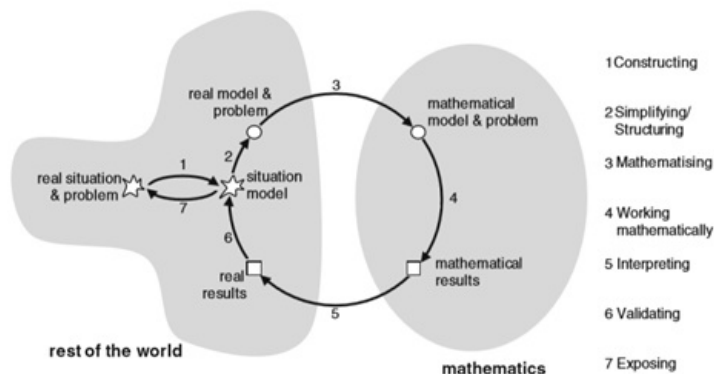 real model &
problem
3
mathematical
model & problem
1
2
real situation
& problem
situation
model
7
4
6
real
results
mathematical
results
5
rest of the world
mathematics
1 Constructing
2 Simplifying/
Structuring
3 Mathematising
4 Working
mathematically
5 Interpreting
6 Validating
7 Exposing